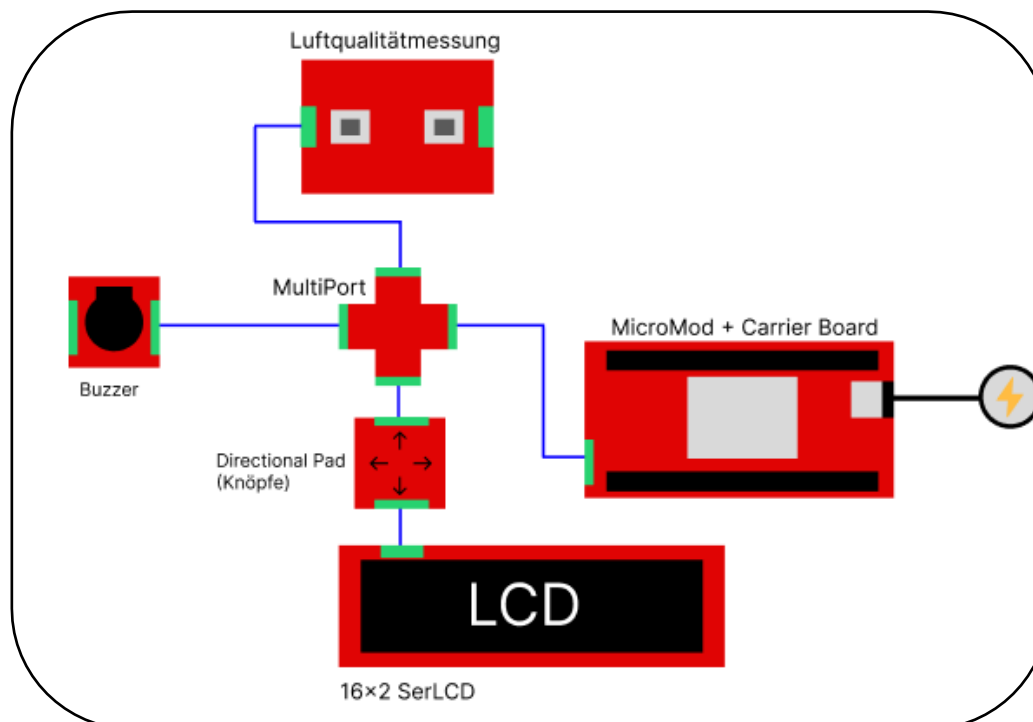 Luftqualitätmessung
MultiPort
MicroMod + Carrier Board
Buzzer
Directional Pad
(Knöpfe)
LCD
16×2 SerLCD